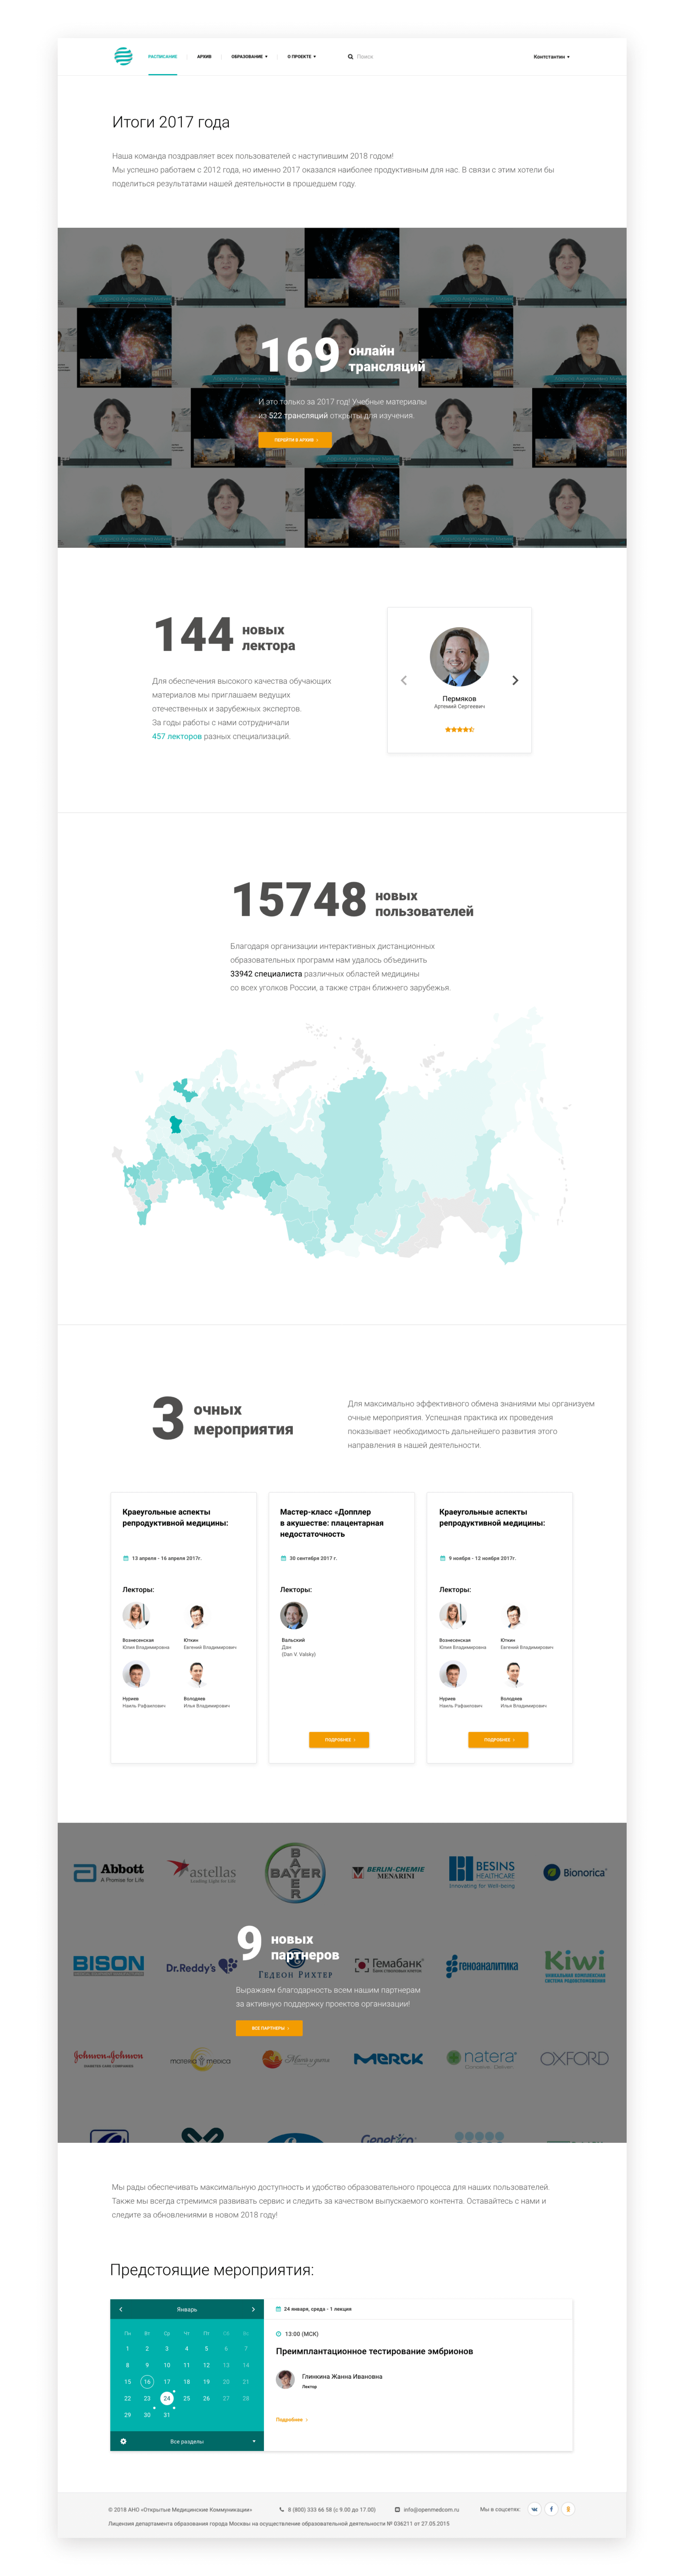 РАСПИСАНИЕ
АРХИВ
ОБРАЗОВАНИЕ
О ПРОЕКТЕ
Поиск
Константин
Итоги 2017 года
Наша команда поздравляет всех пользователей с наступившим 2018 годом!
Мы успешно работаем с 2012 года, но именно 2017 оказался наиболее продуктивным для нас. В связи с этим хотели бы
поделиться результатами нашей деятельности в прошедшем году.
169 онлайн
трансляций
И это только за 2017 год! Учебные материалы
из 522 трансляций открыты для изучения.
ПЕРЕЙТИ В АРХИВ
144 новых
лектора
Для обеспечения высокого качества обучающих
материалов мы приглашаем ведущих
отечественных и зарубежных экспертов.
За годы работы с нами сотрудничали
457 лекторов разных специализаций.
Пермяков
Артемий Сергеевич
15748 новых
пользователей
Благодаря организации интерактивных дистанционных
образовательных программ нам удалось объединить
33942 специалиста различных областей медицины
со всех уголков России, а также стран ближнего зарубежья.
3 очных
мероприятия
Для максимально эффективного обмена знаниями мы организуем
очные мероприятия. Успешная практика их проведения
показывает необходимость дальнейшего развития этого
направления в нашей деятельности.
Краеугольные аспекты
репродуктивной медицины:
13 апреля - 16 апреля 2017г.
Лекторы:
Вознесенская
Юлия Владимировна
Юткин
Евгений Владимирович
Нуриев
Наиль Рафаилович
Володяев
Илья Владимирович
Мастер-класс «Допплер
в акушестве: плацентарная
недостаточность
30 сентября 2017 г.
Лекторы:
Вальский
Дан
(Dan V. Valsky)
ПОДРОБНЕЕ
Краеугольные аспекты
репродуктивной медицины:
9 ноября - 12 ноября 2017г.
Лекторы:
Вознесенская
Юлия Владимировна
Юткин
Евгений Владимирович
Нуриев
Наиль Рафаилович
Володяев
Илья Владимирович
ПОДРОБНЕЕ
Abbott
A Promise for Life
astellas
Leading Light for Life
BAYER
BAYER
BERLIN-CHEMIE
MENARINI
BESINS
HEALTHCARE
Innovating for Well-being
Bionorica
9 новых
партнеров
BISON
Dr.Reddy's
ГЕДЕОН РИХТЕР
Гемабанк
геноаналитика
Kiwi
Выражаем благодарность всем нашим партнерам
за активную поддержку проектов организации!
ВСЕ ПАРТНЕРЫ
Johnson & Johnson
Мама и дитя
MERCK
natera
OXFORD
Genetico
Мы рады обеспечивать максимальную доступность и удобство образовательного процесса для наших пользователей.
Также мы всегда стремимся развивать сервис и следить за качеством выпускаемого контента. Оставайтесь с нами и
следите за обновлениями в новом 2018 году!
Предстоящие мероприятия:
Январь
Пн Вт Ср Чт Пт Сб Вс
1 2 3 4 5 6 7
8 9 10 11 12 13 14
15 16 17 18 19 20 21
22 23 24 25 26 27 28
29 30 31
Все разделы
24 января, среда - 1 лекция
13:00 (МСК)
Преимплантационное тестирование эмбрионов
Глинкина Жанна Ивановна
Лектор
Подробнее
© 2018 АНО «Открытые Медицинские Коммуникации»
8 (800) 333 66 58 (с 9.00 до 17.00)
info@openmedcom.ru
Мы в соцсетях:
Лицензия департамента образования города Москвы на осуществление образовательной деятельности № 036211 от 27.05.2015